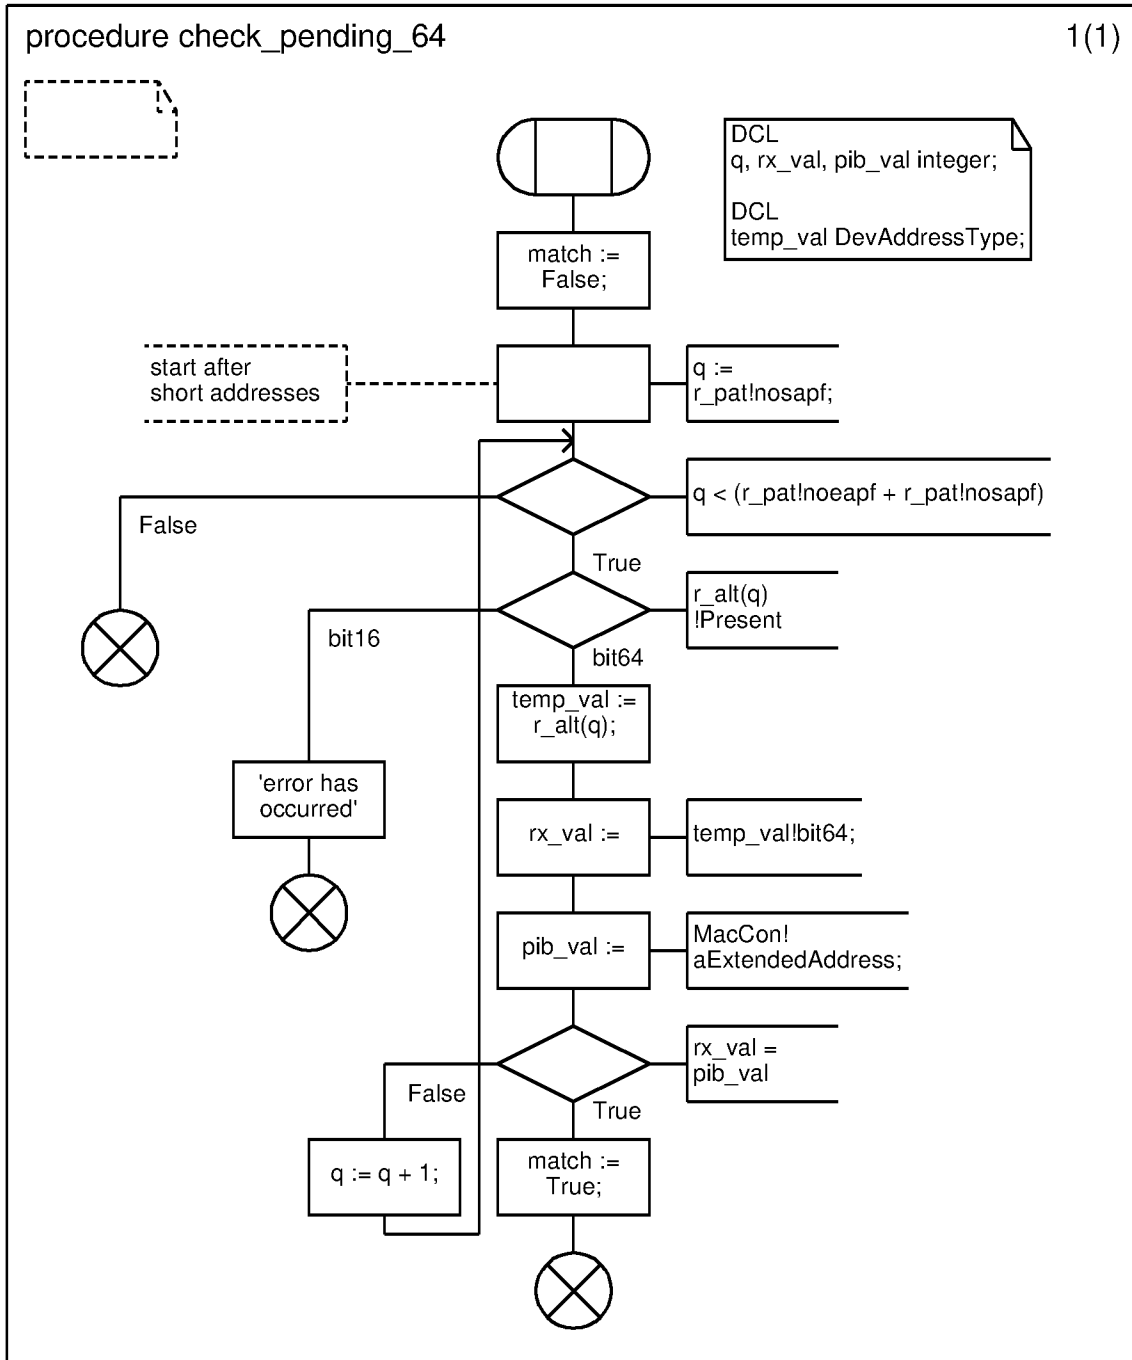 procedure check_pending_64
1(1)
DCL
q, rx_val, pib_val integer;
DCL
temp_val DevAddressType;
match :=
False;
start after
short addresses
q :=
r_pat!nosapf;
q < (r_pat!noeapf + r_pat!nosapf)
False
True
r_alt(q)
!Present
bit16
bit64
temp_val :=
r_alt(q);
'error has
occurred'
rx_val :=
temp_val!bit64;
pib_val :=
MacCon!
aExtendedAddress;
rx_val =
pib_val
False
True
q := q + 1;
match :=
True;